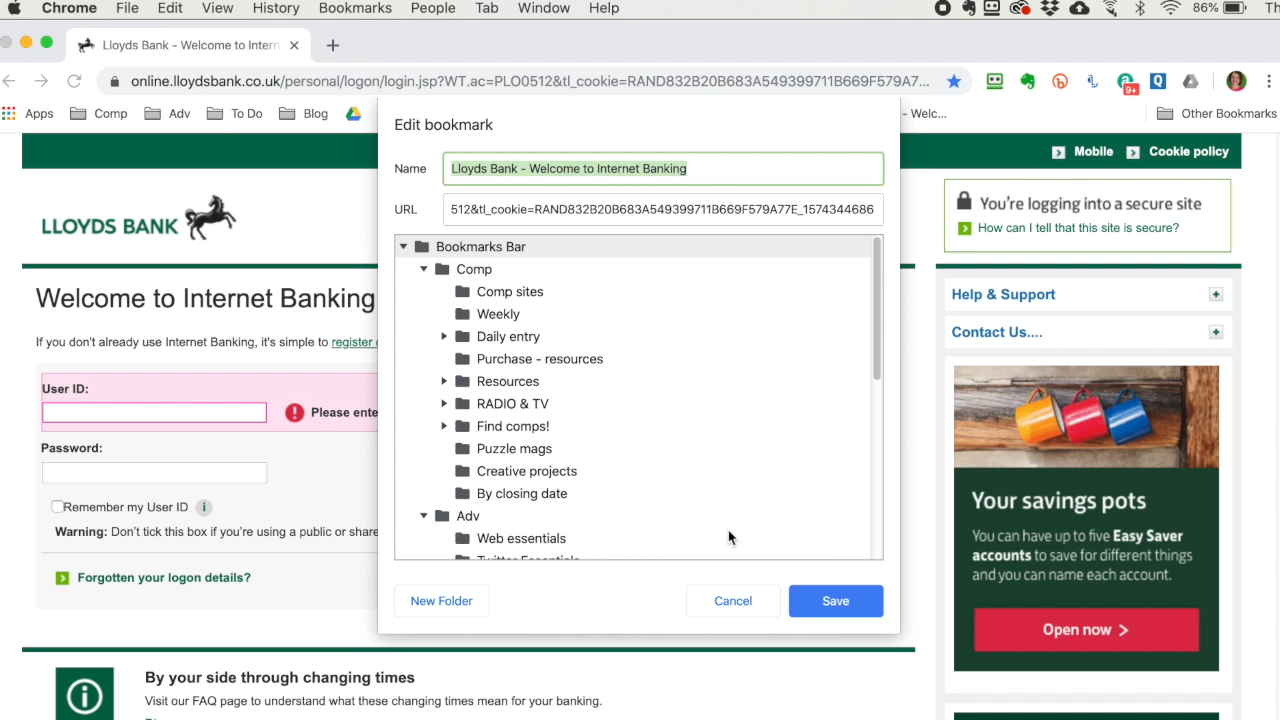 Chrome File Edit View History Bookmarks People Tab Window Help 86% Th
Lloyds Bank - Welcome to Intern
online.lloydsbank.co.uk/personal/logon/login.jsp?WT.ac=PLO0512&tl_cookie=RAND832B20B683A549399711B669F579A7... 9+
Apps Comp Adv To Do Blog - Welc... Other Bookmarks
Edit bookmark
Name Lloyds Bank - Welcome to Internet Banking
URL 512&tl_cookie=RAND832B20B683A549399711B669F579A77E_1574344686
Bookmarks Bar
Comp
Comp sites
Weekly
Daily entry
Purchase - resources
Resources
RADIO & TV
Find comps!
Puzzle mags
Creative projects
By closing date
Adv
Web essentials
Twitter Essentials
New Folder Cancel Save
Mobile Cookie policy
LLOYDS BANK
You're logging into a secure site
How can I tell that this site is secure?
Welcome to Internet Banking
If you don't already use Internet Banking, it's simple to register
User ID:
Please ente
Password:
Remember my User ID i
Warning: Don't tick this box if you're using a public or share
Forgotten your logon details?
Help & Support
Contact Us....
Your savings pots
You can have up to five Easy Saver
accounts to save for different things
and you can name each account.
Open now
By your side through changing times
Visit our FAQ page to understand what these changing times mean for your banking.